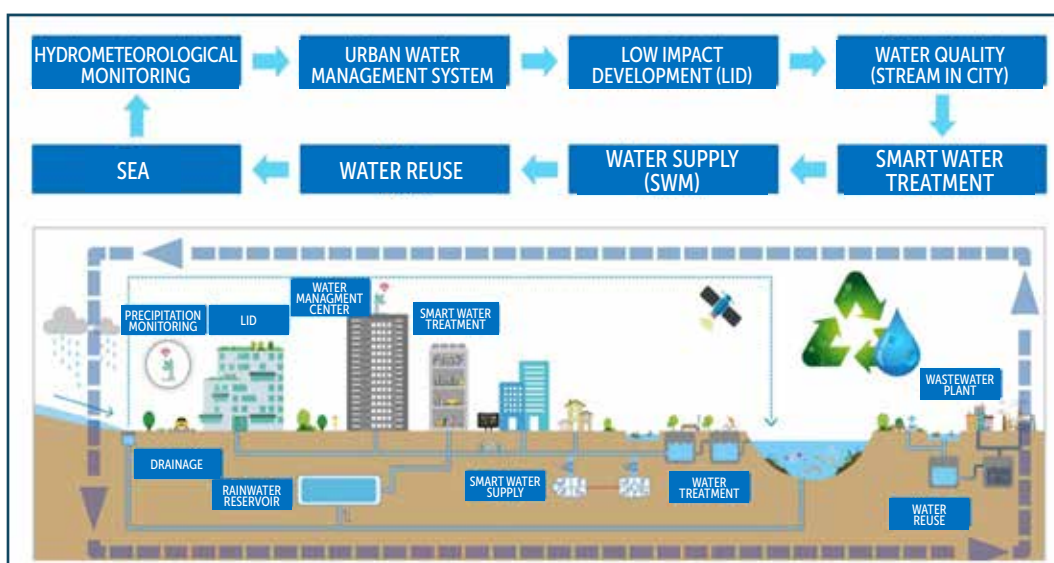 HYDROMETEOROLOGICAL
MONITORING
URBAN WATER
MANAGEMENT SYSTEM
LOW IMPACT
DEVELOPMENT (LID)
WATER QUALITY
(STREAM IN CITY)
SEA
WATER REUSE
WATER SUPPLY
(SWM)
SMART WATER
TREATMENT
PRECIPITATION
MONITORING
LID
WATER
MANAGMENT
CENTER
SMART WATER
TREATMENT
WASTEWATER
PLANT
DRAINAGE
RAINWATER
RESERVOIR
SMART WATER
SUPPLY
WATER
TREATMENT
WATER
REUSE